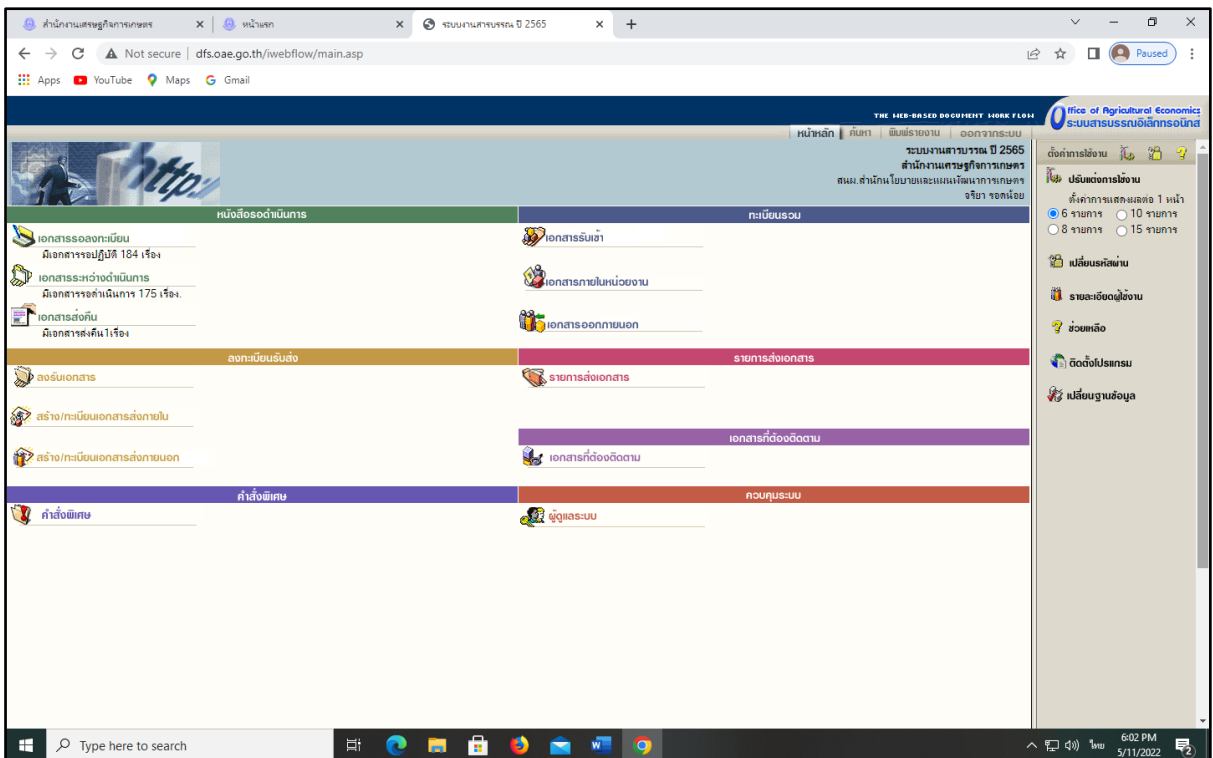 สำนักงานเศรษฐกิจการเกษตร
หน้าแรก
ระบบงานสารบรรณ ปี 2565
Not secure
dfs.oae.go.th/iwebflow/main.asp
Paused
Apps YouTube Maps Gmail
THE WEB-BASED DOCUMENT WORK FLOW
Office of Agricultural Economics
ระบบสารบรรณอิเล็กทรอนิกส์
หน้าหลัก ค้นหา พิมพ์รายงาน ออกจากระบบ
http:
ระบบงานสารบรรณ ปี 2565
สำนักงานเศรษฐกิจการเกษตร
สนผ.สำนักนโยบายและแผนพัฒนาการเกษตร
จริยา รอดน้อย
หนังสือรอดำเนินการ
เอกสารรอลงทะเบียน
มีเอกสารรอปฏิบัติ 184 เรื่อง
เอกสารระหว่างดำเนินการ
มีเอกสารรอดำเนินการ 175 เรื่อง.
เอกสารส่งคืน
มีเอกสารส่งคืน1เรื่อง
ทะเบียนรวม
เอกสารรับเข้า
เอกสารภายในหน่วยงาน
เอกสารออกภายนอก
ลงทะเบียนรับส่ง
ลงรับเอกสาร
สร้าง/ทะเบียนเอกสารส่งภายใน
สร้าง/ทะเบียนเอกสารส่งภายนอก
รายการส่งเอกสาร
รายการส่งเอกสาร
เอกสารที่ต้องติดตาม
เอกสารที่ต้องติดตาม
คำสั่งพิเศษ
คำสั่งพิเศษ
ควบคุมระบบ
ผู้ดูแลระบบ
ตั้งค่าการใช้งาน
ปรับแต่งการใช้งาน
ตั้งค่าการแสดงผลต่อ 1 หน้า
6 รายการ 10 รายการ
8 รายการ 15 รายการ
เปลี่ยนรหัสผ่าน
รายละเอียดผู้ใช้งาน
ช่วยเหลือ
ติดตั้งโปรแกรม
เปลี่ยนฐานข้อมูล
Type here to search
ไทย
6:02 PM
5/11/2022
2